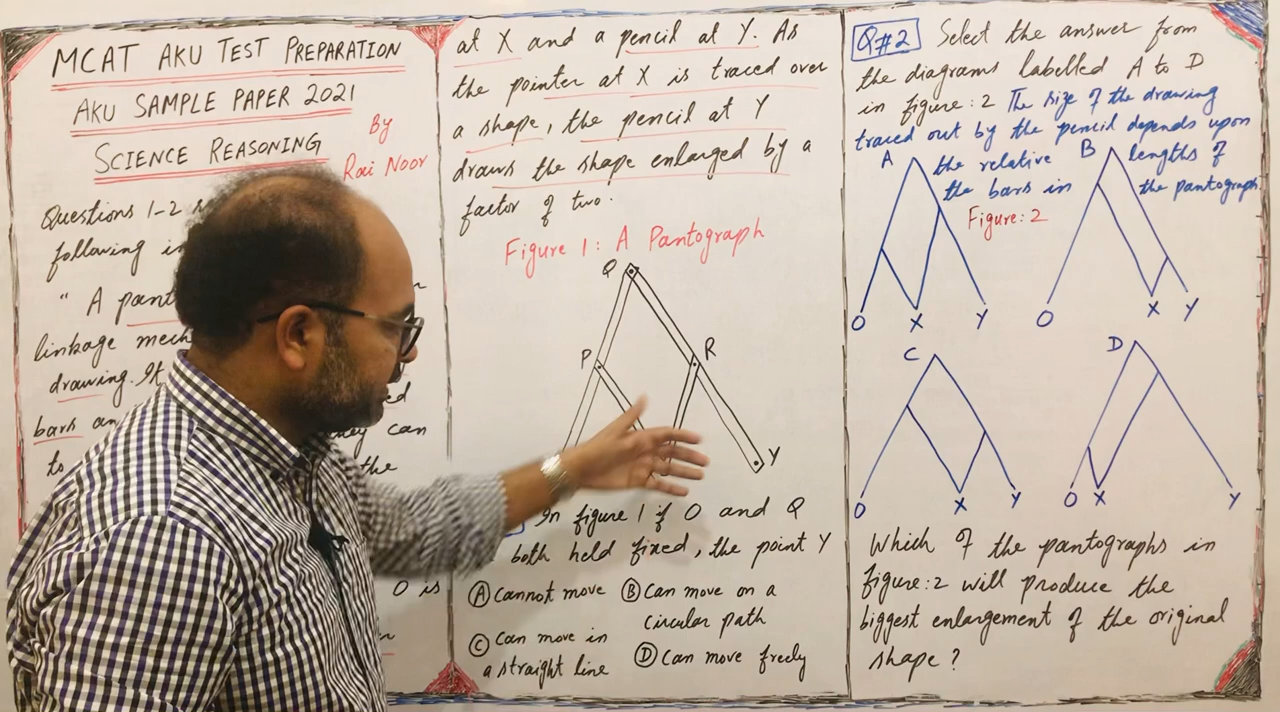 MCAT AKU TEST PREPARATION
AKU SAMPLE PAPER 2021
SCIENCE REASONING
By
Rai Noor
Questions 1-2
following
" A
linkage
drawing. It
bars
can
to the
O is
at X and a pencil at Y. As
the pointer at X is traced over
a shape, the pencil at Y
draws the shape enlarged by a
factor of two.
Figure 1: A Pantograph
Q
P R
Y
In figure 1 if O and Q
both held fixed, the point Y
A cannot move B Can move on a
circular path
C Can move in
a straight line D Can move freely
Q#2 Select the answer from
the diagrams labelled A to D
in figure:2 The size of the drawing
traced out by the pencil depends upon
the relative lengths of
the bars in the pantograph
Figure:2
A B
O X Y O X Y
C D
O X Y O X Y
Which of the pantographs in
figure:2 will produce the
biggest enlargement of the original
shape?